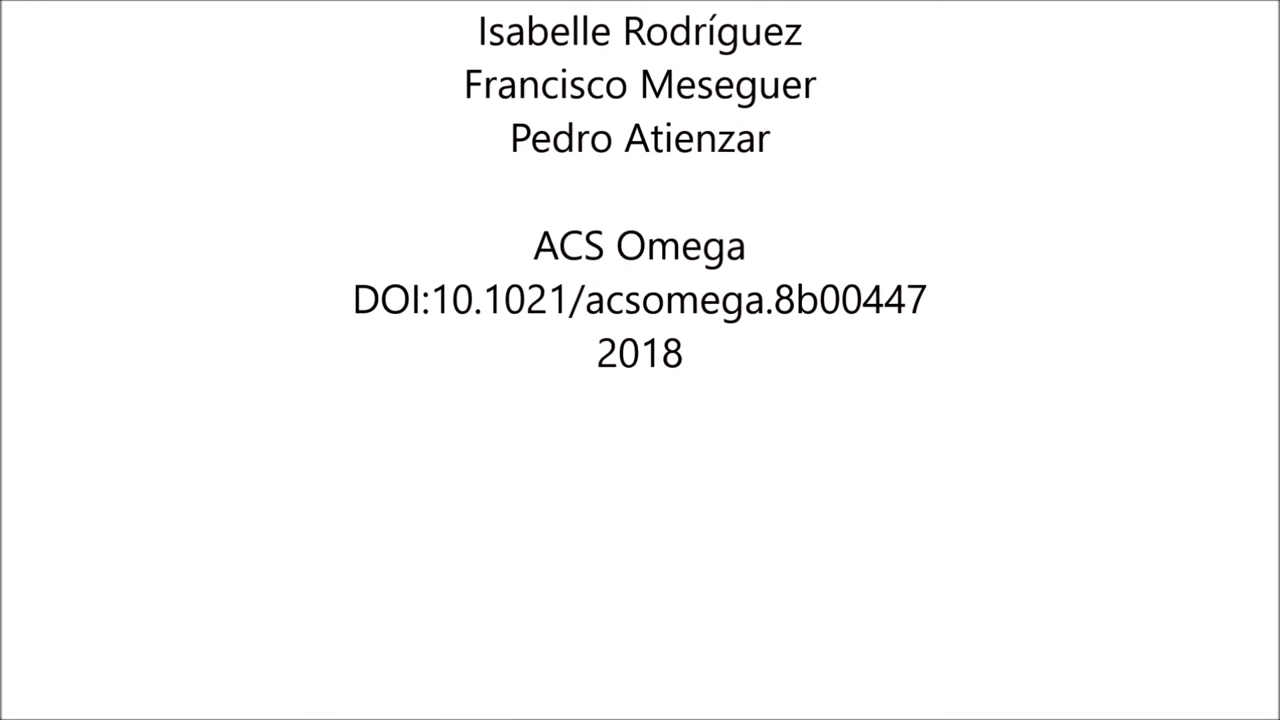 Isabelle Rodríguez
Francisco Meseguer
Pedro Atienzar
ACS Omega
DOI:10.1021/acsomega.8b00447
2018